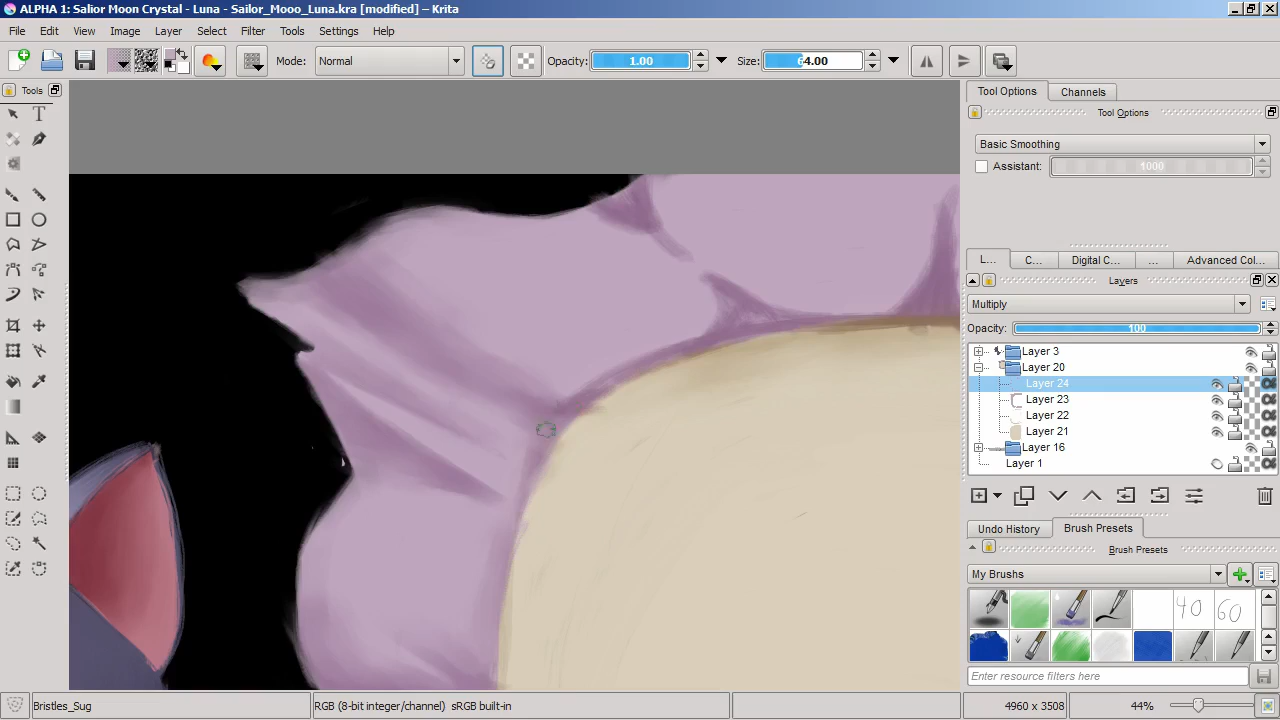 ALPHA 1: Salior Moon Crystal - Luna - Sailor_Mooo_Luna.kra [modified] – Krita
File Edit View Image Layer Select Filter Tools Settings Help
Mode: Normal Opacity: 1.00 Size: 64.00
Tools
Tool Options Channels
Tool Options
Basic Smoothing
Assistant: 1000
L... C... Digital C... ... Advanced Col...
Layers
Multiply
Opacity: 100
Layer 3
Layer 20
Layer 24
Layer 23
Layer 22
Layer 21
Layer 16
Layer 1
Undo History Brush Presets
Brush Presets
My Brushes
40 60
Enter resource filters here
Bristles_Sug RGB (8-bit integer/channel) sRGB built-in 4960 x 3508 44%